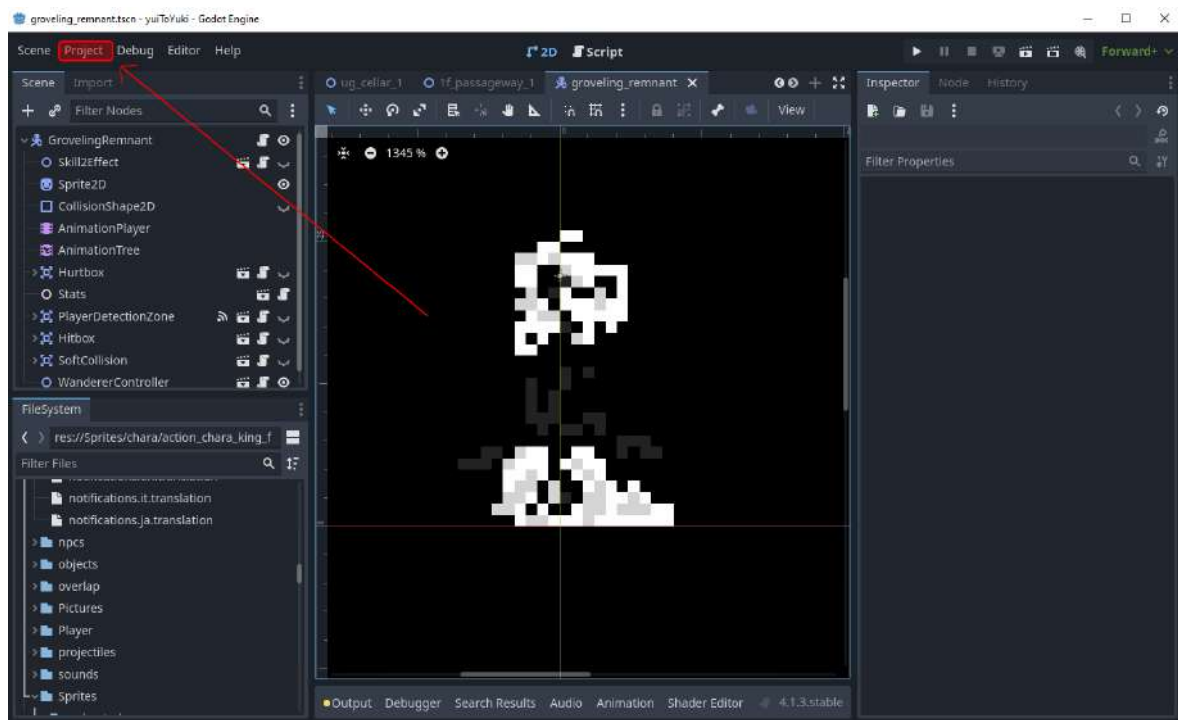 groveling_remnant.tscn - yuiToYuki - Godot Engine
Scene Project Debug Editor Help
2D Script
Forward+
Scene Import
ug_cellar_1 1f_passageway_1 groveling_remnant
Inspector Node History
Filter Nodes
View
GrovelingRemnant
1345 %
Filter Properties
Skill2Effect
Sprite2D
CollisionShape2D
AnimationPlayer
AnimationTree
Hurtbox
Stats
PlayerDetectionZone
Hitbox
SoftCollision
WandererController
FileSystem
res://Sprites/chara/action_chara_king_f
Filter Files
notifications.it.translation
notifications.ja.translation
npcs
objects
overlap
Pictures
Player
projectiles
sounds
Sprites
Output Debugger Search Results Audio Animation Shader Editor 4.1.3.stable